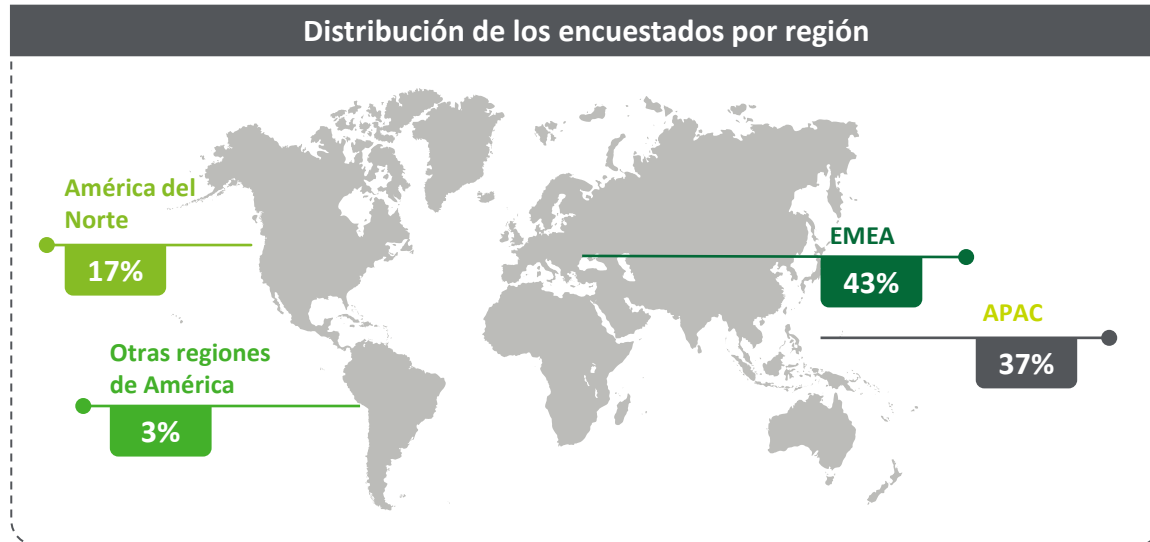 Distribución de los encuestados por región
América del
Norte
17%
EMEA
43%
APAC
37%
Otras regiones
de América
3%